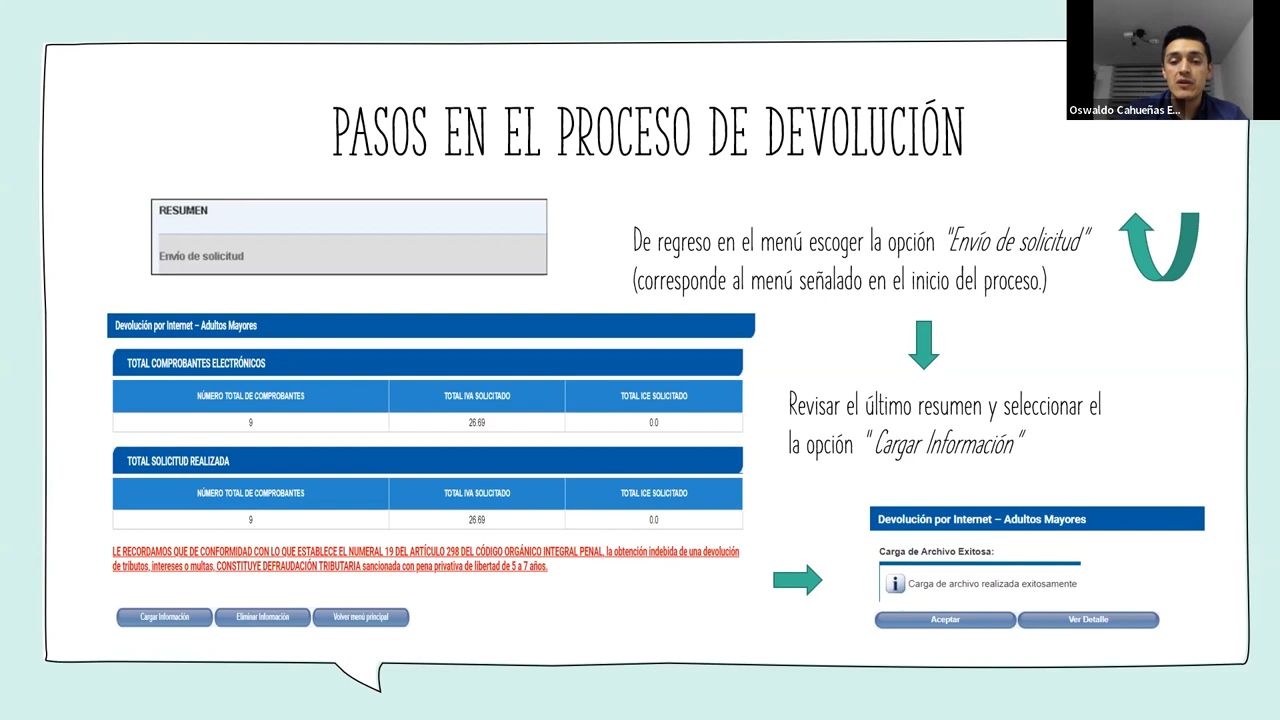 Oswaldo Cahueñas E...
PASOS EN EL PROCESO DE DEVOLUCIÓN
RESUMEN
Envío de solicitud
De regreso en el menú escoger la opción "Envío de solicitud"
(corresponde al menú señalado en el inicio del proceso.)
Devolución por Internet – Adultos Mayores
TOTAL COMPROBANTES ELECTRÓNICOS
NÚMERO TOTAL DE COMPROBANTES TOTAL IVA SOLICITADO TOTAL ICE SOLICITADO
9 26.69 0.0
TOTAL SOLICITUD REALIZADA
NÚMERO TOTAL DE COMPROBANTES TOTAL IVA SOLICITADO TOTAL ICE SOLICITADO
9 26.69 0.0
LE RECORDAMOS QUE DE CONFORMIDAD CON LO QUE ESTABLECE EL NUMERAL 19 DEL ARTÍCULO 298 DEL CÓDIGO ORGÁNICO INTEGRAL PENAL, la obtención indebida de una devolución
de tributos, intereses o multas, CONSTITUYE DEFRAUDACIÓN TRIBUTARIA sancionada con pena privativa de libertad de 5 a 7 años.
Cargar Información Eliminar Información Volver menú principal
Revisar el último resumen y seleccionar el
la opción " Cargar Información"
Devolución por Internet – Adultos Mayores
Carga de Archivo Exitosa:
Carga de archivo realizada exitosamente
Aceptar Ver Detalle